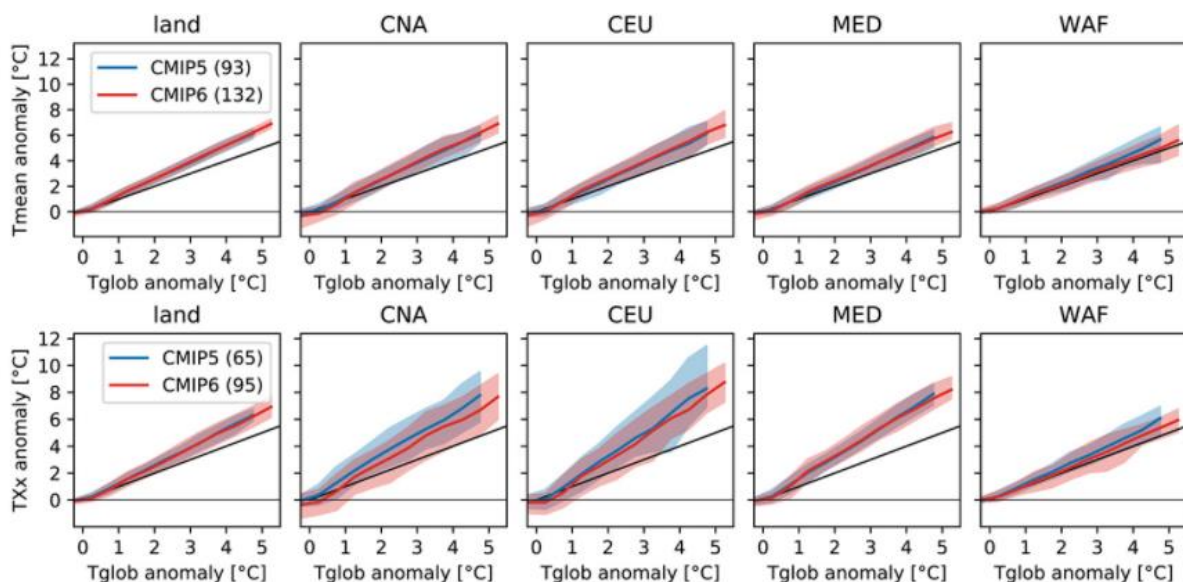 land CNA CEU MED WAF
Tmean anomaly [°C]
12
10
8
6
4
2
0
CMIP5 (93)
CMIP6 (132)
0 1 2 3 4 5 0 1 2 3 4 5 0 1 2 3 4 5 0 1 2 3 4 5 0 1 2 3 4 5
Tglob anomaly [°C] Tglob anomaly [°C] Tglob anomaly [°C] Tglob anomaly [°C] Tglob anomaly [°C]
land CNA CEU MED WAF
TXx anomaly [°C]
12
10
8
6
4
2
0
CMIP5 (65)
CMIP6 (95)
0 1 2 3 4 5 0 1 2 3 4 5 0 1 2 3 4 5 0 1 2 3 4 5 0 1 2 3 4 5
Tglob anomaly [°C] Tglob anomaly [°C] Tglob anomaly [°C] Tglob anomaly [°C] Tglob anomaly [°C]